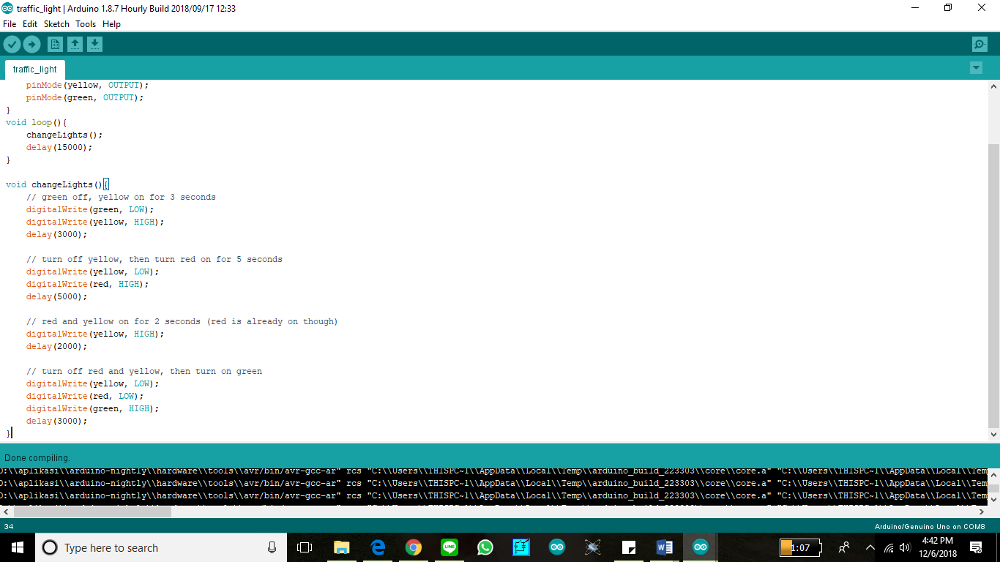 traffic_light | Arduino 1.8.7 Hourly Build 2018/09/17 12:33
File Edit Sketch Tools Help
traffic_light
pinMode(yellow, OUTPUT);
pinMode(green, OUTPUT);
}
void loop(){
changeLights();
delay(15000);
}
void changeLights(){
// green off, yellow on for 3 seconds
digitalWrite(green, LOW);
digitalWrite(yellow, HIGH);
delay(3000);
// turn off yellow, then turn red on for 5 seconds
digitalWrite(yellow, LOW);
digitalWrite(red, HIGH);
delay(5000);
// red and yellow on for 2 seconds (red is already on though)
digitalWrite(yellow, HIGH);
delay(2000);
// turn off red and yellow, then turn on green
digitalWrite(yellow, LOW);
digitalWrite(red, LOW);
digitalWrite(green, HIGH);
delay(3000);
}
Done compiling.
D:\\aplikasi\\arduino-nightly\\hardware\\tools\\avr/bin/avr-gcc-ar" rcs "C:\\Users\\THISPC~1\\AppData\\Local\\Temp\\arduino_build_223303\\core\\core.a" "C:\\Users\\THISPC~1\\AppData\\Local\\Tem
D:\\aplikasi\\arduino-nightly\\hardware\\tools\\avr/bin/avr-gcc-ar" rcs "C:\\Users\\THISPC~1\\AppData\\Local\\Temp\\arduino_build_223303\\core\\core.a" "C:\\Users\\THISPC~1\\AppData\\Local\\Tem
D:\\aplikasi\\arduino-nightly\\hardware\\tools\\avr/bin/avr-gcc-ar" rcs "C:\\Users\\THISPC~1\\AppData\\Local\\Temp\\arduino_build_223303\\core\\core.a" "C:\\Users\\THISPC~1\\AppData\\Local\\Tem
34 Arduino/Genuino Uno on COM8
Type here to search
LINE
1:07
4:42 PM
12/6/2018